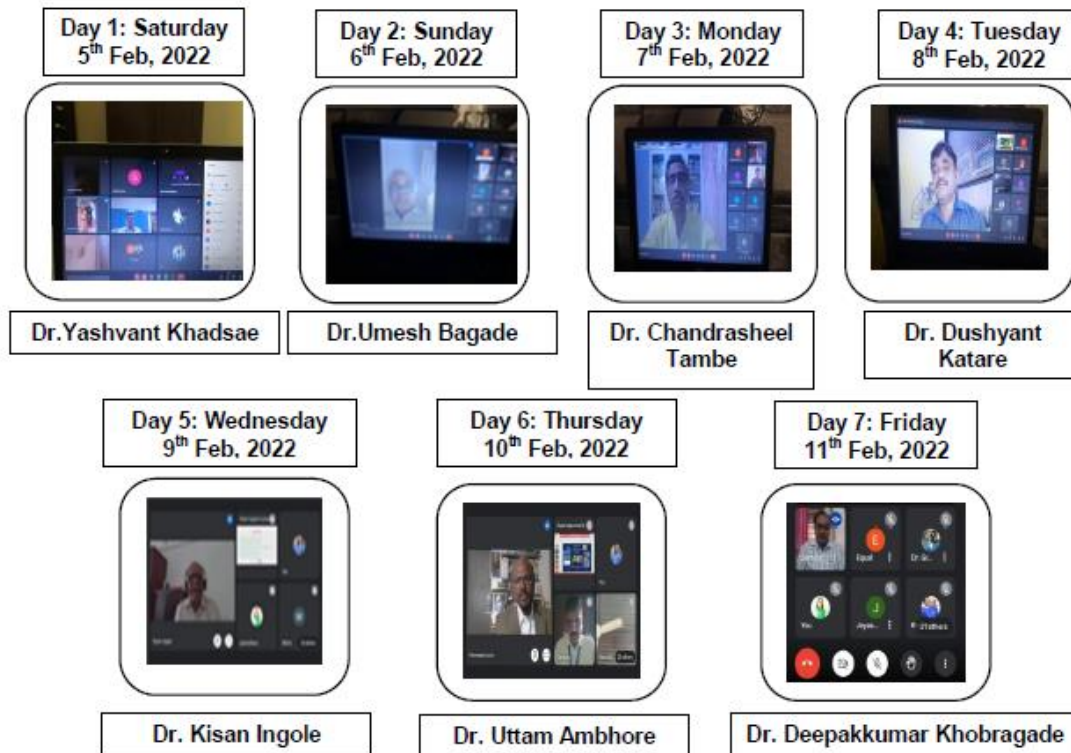 Day 1: Saturday
5th Feb, 2022
Day 2: Sunday
6th Feb, 2022
Day 3: Monday
7th Feb, 2022
Day 4: Tuesday
8th Feb, 2022
Dr.Yashvant Khadsae
Dr.Umesh Bagade
Dr. Chandrasheel
Tambe
Dr. Dushyant
Katare
Day 5: Wednesday
9th Feb, 2022
Day 6: Thursday
10th Feb, 2022
Day 7: Friday
11th Feb, 2022
E
Equal
You
J
Dr. Kisan Ingole
Dr. Uttam Ambhore
Dr. Deepakkumar Khobragade